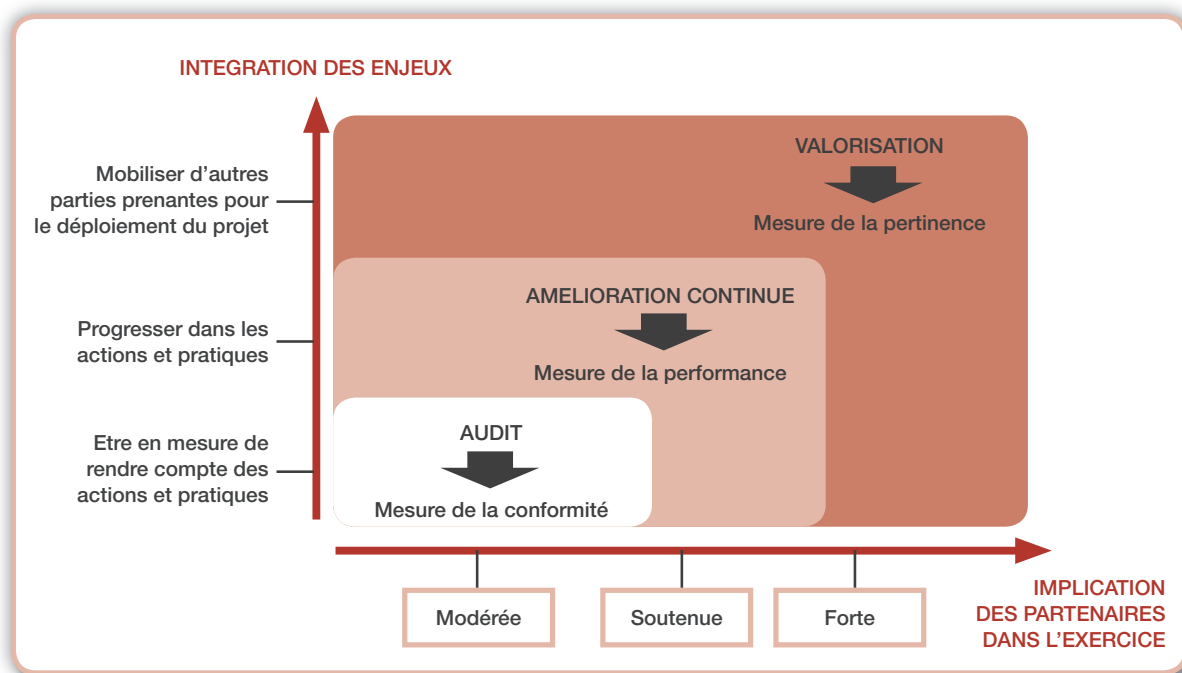 INTEGRATION DES ENJEUX
Mobiliser d'autres
parties prenantes pour
le déploiement du projet
VALORISATION
Mesure de la pertinence
Progresser dans les
actions et pratiques
AMELIORATION CONTINUE
Mesure de la performance
Etre en mesure de
rendre compte des
actions et pratiques
AUDIT
Mesure de la conformité
Modérée
Soutenue
Forte
IMPLICATION
DES PARTENAIRES
DANS L'EXERCICE